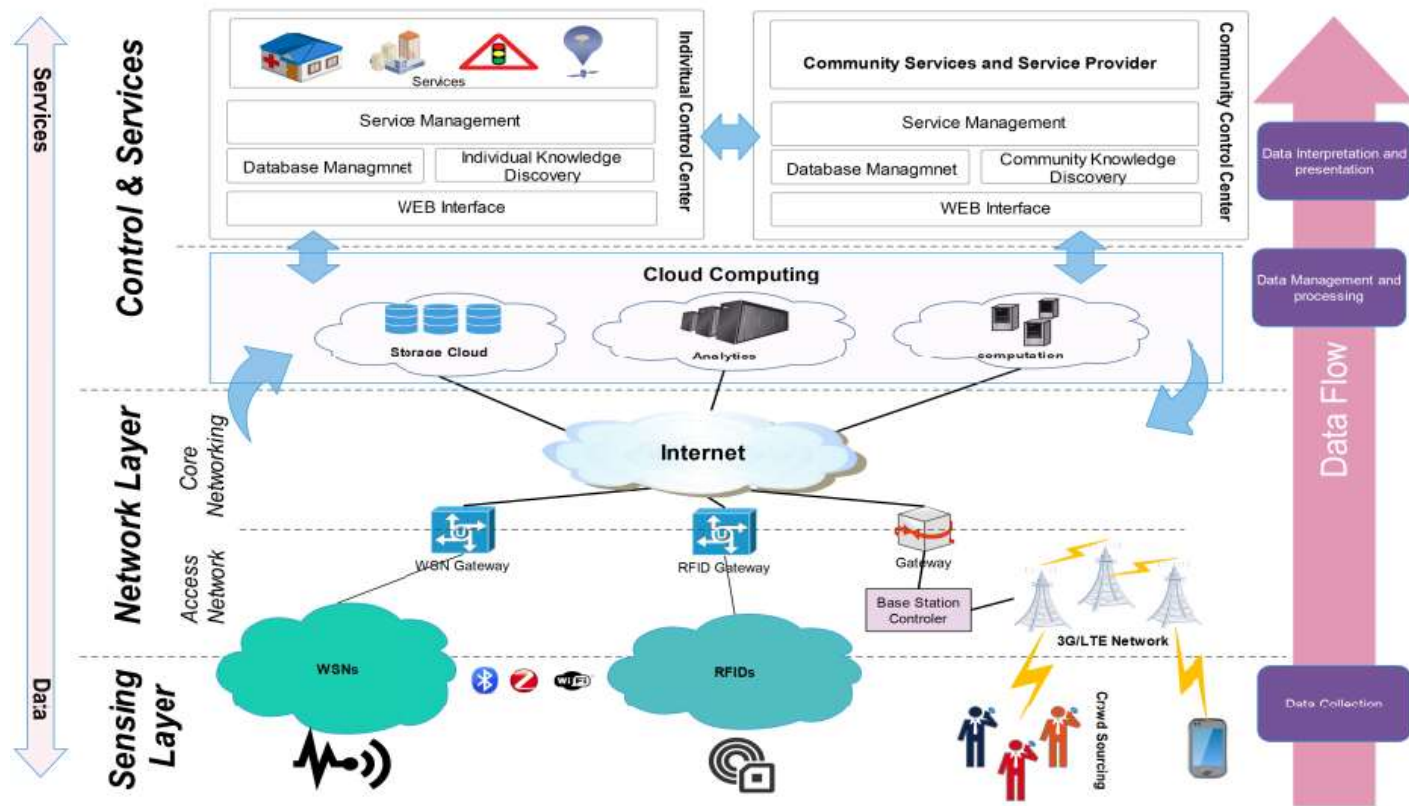 Services
Data
Control & Services
Services
Service Management
Database Managmnet
Individual Knowledge
Discovery
WEB Interface
Individual Control Center
Community Services and Service Provider
Service Management
Database Managmnet
Community Knowledge
Discovery
WEB Interface
Community Control Center
Cloud Computing
Storage Cloud
Analytics
computation
Network Layer
Core
Networking
Internet
Access
Network
WSN Gateway
RFID Gateway
Gateway
Base Station
Controler
3G/LTE Network
Sensing
Layer
WSNs
WiFi
RFIDs
Crowd Sourcing
Data Interpretation and
presentation
Data Management and
processing
Data Flow
Data Collection